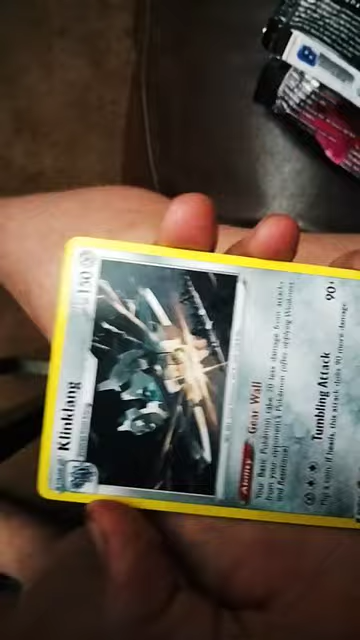 Klinklang
150
Ability Gear Wall
Your Basic Pokémon take 20 less damage from attacks
from your opponent's Pokémon (after applying Weakness
and Resistance).
Tumbling Attack 90+
Flip a coin. If heads, this attack does 90 more damage.